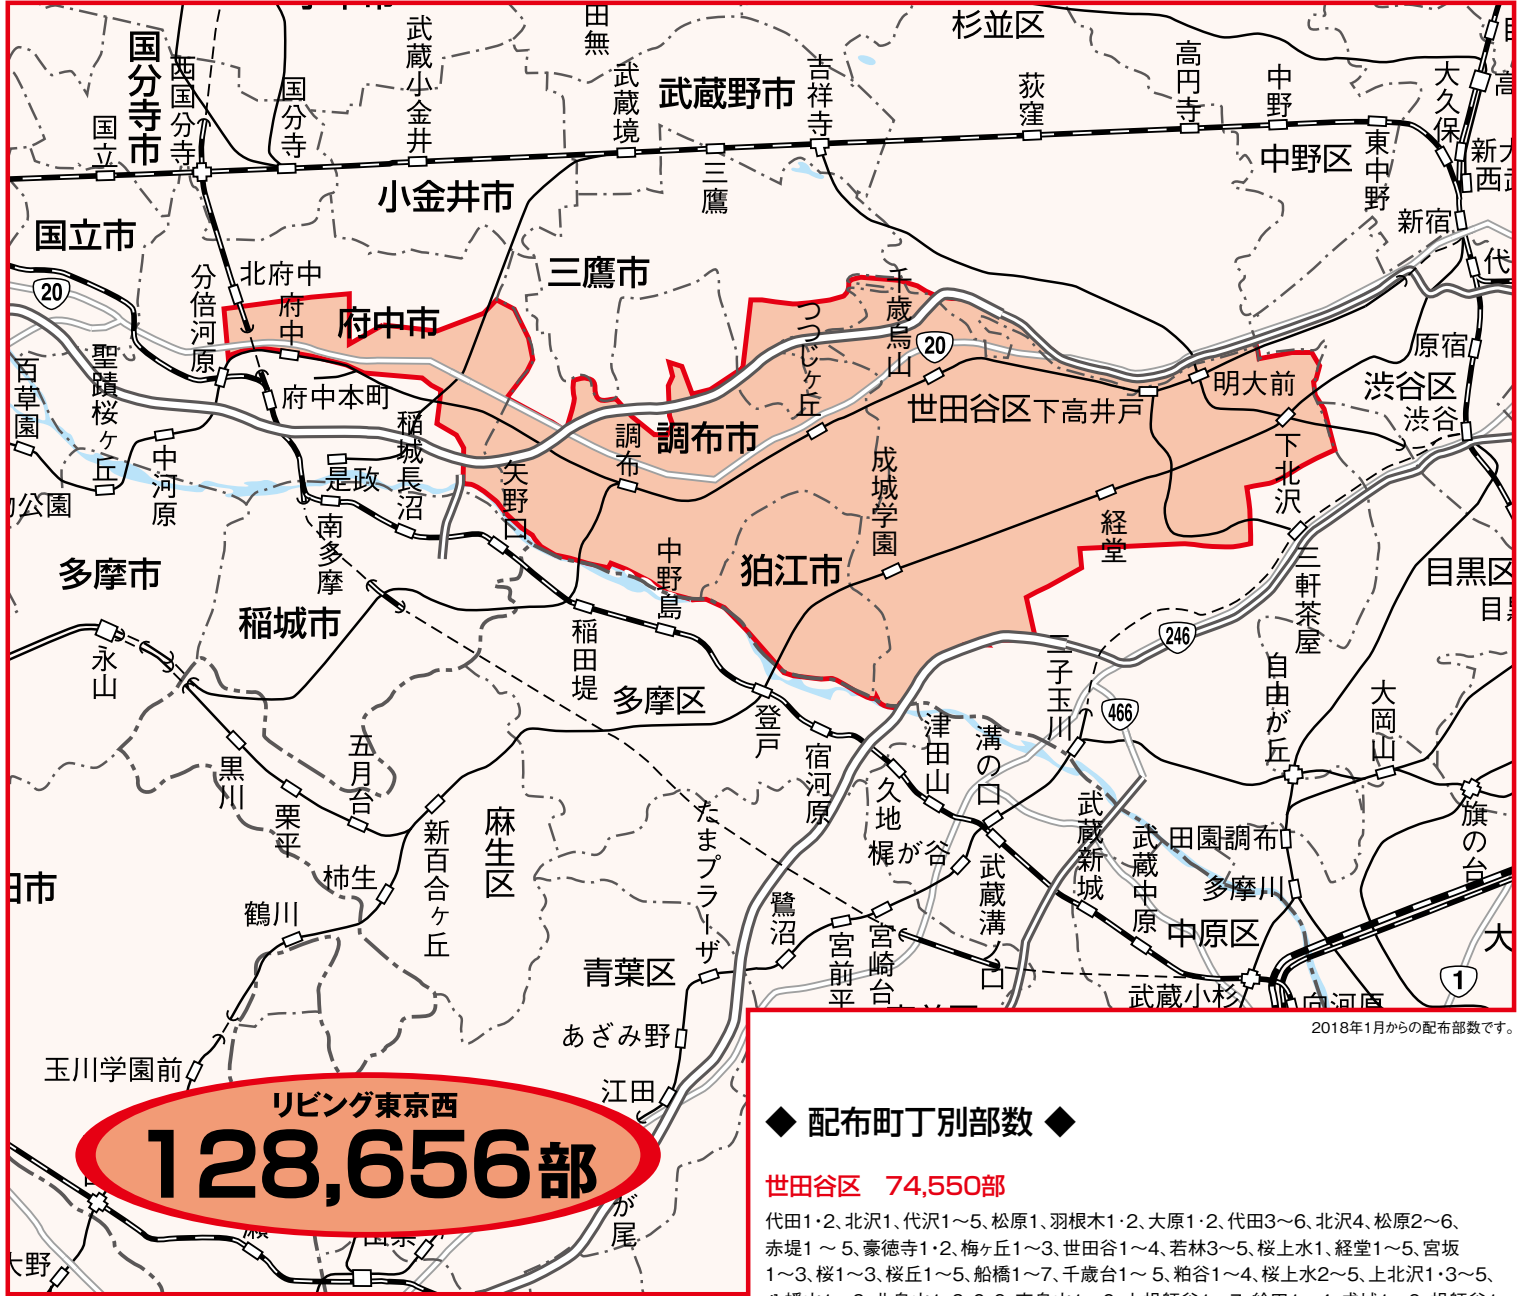 国分寺市
西国分寺
国立
国分寺
武蔵小金井
田無
武蔵境
武蔵野市
三鷹
吉祥寺
杉並区
荻窪
高円寺
中野
中野区
東中野
大久保
新大
西武
新宿
代
小金井市
国立市
三鷹市
北府中
分倍河原
府中
府中市
20
千歳烏山
つつじヶ丘
20
原宿
渋谷区
渋谷
明大前
世田谷区
下高井戸
下北沢
百草園
聖蹟桜ヶ丘
中河原
府中本町
是政
稲城長沼
南多摩
矢野口
調布
調布市
成城学園
経堂
狛江市
中野島
三軒茶屋
目黒区
公園
多摩市
稲城市
永山
稲田堤
多摩区
登戸
宿河原
二子玉川
246
466
自由が丘
大岡山
津田山
溝の口
久地
梶が谷
武蔵新城
武蔵中原
田園調布
旗の台
多摩川
中原区
武蔵溝ノ口
黒川
五月台
栗平
新百合ヶ丘
麻生区
柿生
鶴川
たまプラーザ
鷺沼
宮前平
宮崎台
青葉区
あざみ野
江田
武蔵小杉
向河原
1
大
玉川学園前
が尾
大野
リビング東京西
128,656部
2018年1月からの配布部数です。
◆ 配布町丁別部数 ◆
世田谷区　74,550部
代田1・2、北沢1、代沢1～5、松原1、羽根木1・2、大原1・2、代田3～6、北沢4、松原2～6、
赤堤1～5、豪徳寺1・2、梅ヶ丘1～3、世田谷1～4、若林3～5、桜上水1、経堂1～5、宮坂
1～3、桜1～3、桜丘1～5、船橋1～7、千歳台1～5、粕谷1～4、桜上水2～5、上北沢1・3～5、